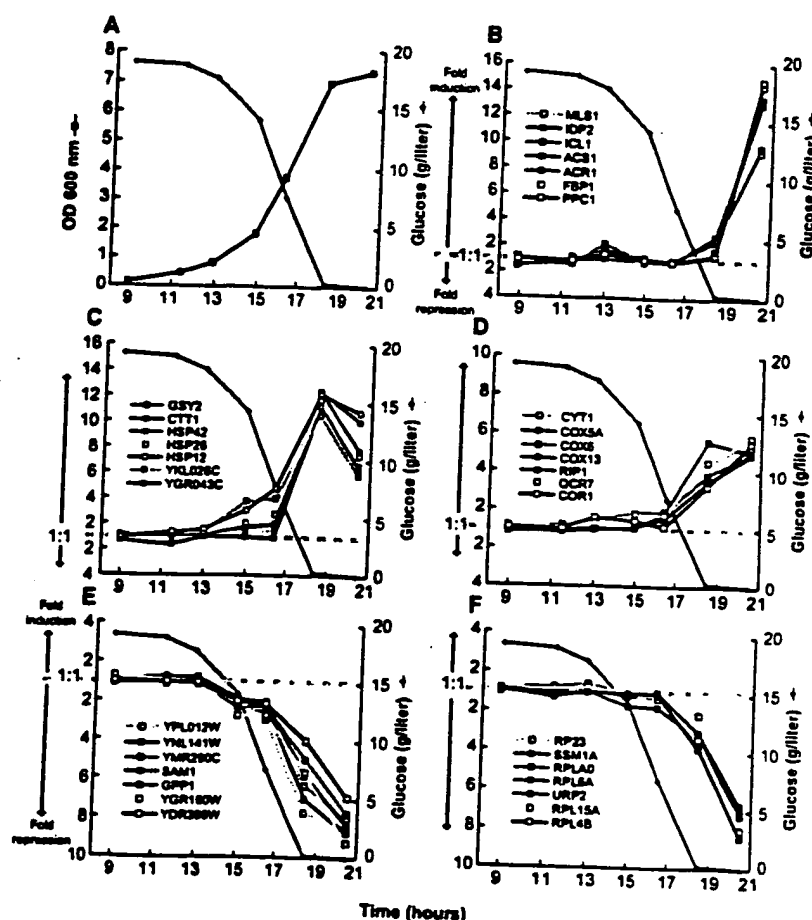 A
OD 600 nm
8
7
6
5
4
3
2
1
0
20
15
10
5
0
Glucose (g/liter)
9 11 13 15 17 19 21
B
Fold induction
1:1
Fold repression
16
14
12
10
8
6
4
2
2
4
MLS1
IDP2
ICL1
ACS1
ACR1
FBP1
PPC1
20
15
10
5
0
Glucose (g/liter)
9 11 13 15 17 19 21
C
1:1
16
14
12
10
8
6
4
2
2
4
GSY2
CTT1
HSP42
HSP26
HSP12
YKL026C
YGR043C
20
15
10
5
0
Glucose (g/liter)
9 11 13 15 17 19 21
D
1:1
10
8
6
4
2
2
4
CYT1
COX5A
COX6
COX13
RIP1
QCR7
COR1
20
15
10
5
0
Glucose (g/liter)
9 11 13 15 17 19 21
E
Fold induction
1:1
Fold repression
4
2
2
4
6
8
10
YPL012W
YNL141W
SAM1
GPP1
YGR160W
20
15
10
5
0
Glucose (g/liter)
9 11 13 15 17 19 21
F
1:1
4
2
2
4
6
8
10
RP23
SSM1A
RPLA0
RPL6A
URP2
RPL15A
RPL4B
20
15
10
5
0
Glucose (g/liter)
9 11 13 15 17 19 21
Time (hours)